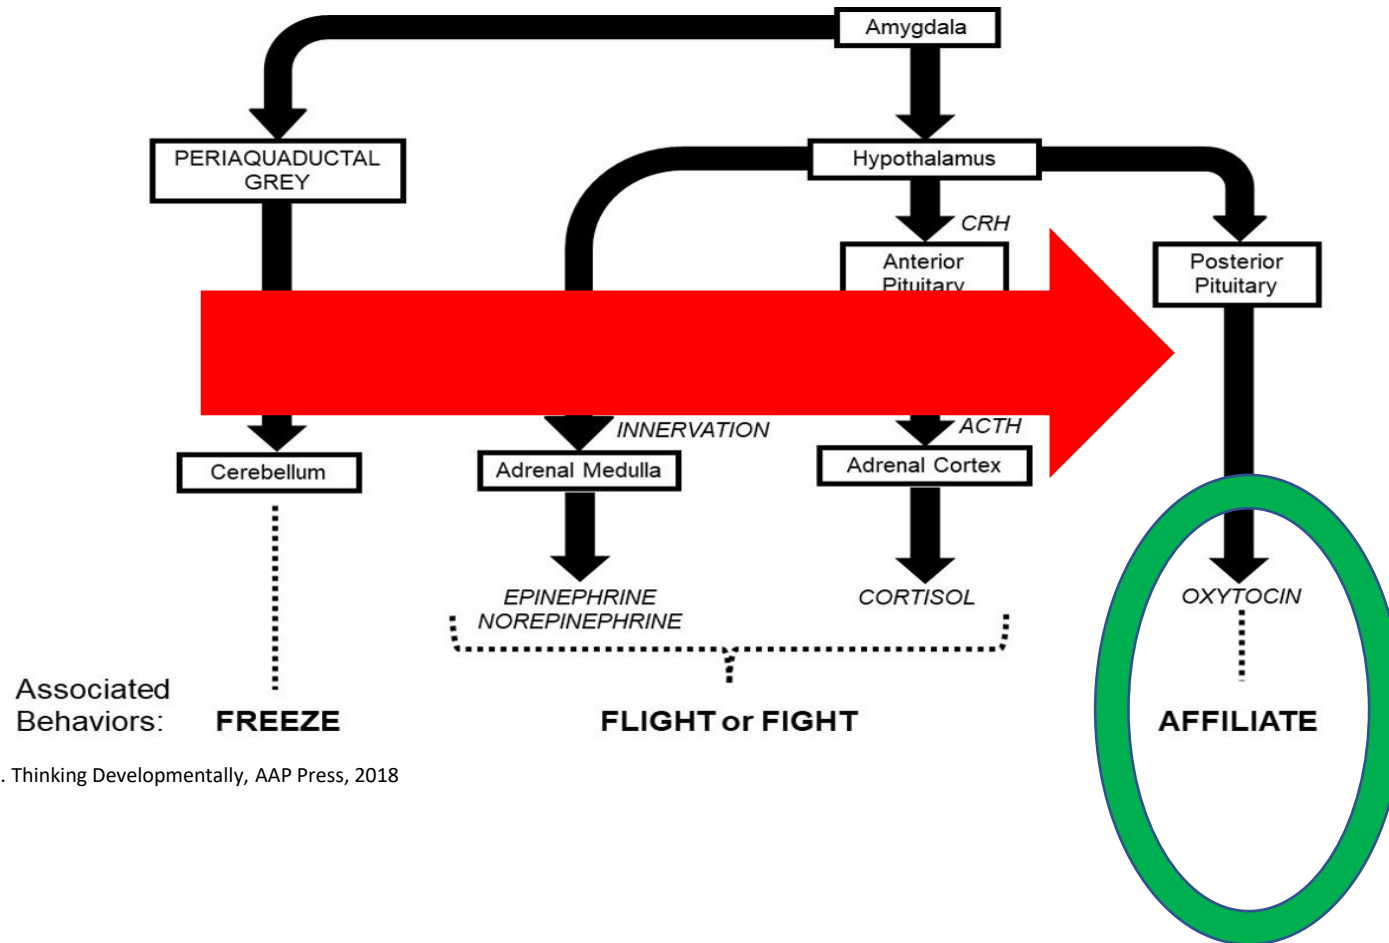 Amygdala
PERIAQUADUCTAL
GREY
Hypothalamus
CRH
Anterior
Pituitary
Posterior
Pituitary
INNERVATION
ACTH
Cerebellum
Adrenal Medulla
Adrenal Cortex
EPINEPHRINE
NOREPINEPHRINE
CORTISOL
OXYTOCIN
Associated
Behaviors:
FREEZE
FLIGHT or FIGHT
AFFILIATE
. Thinking Developmentally, AAP Press, 2018